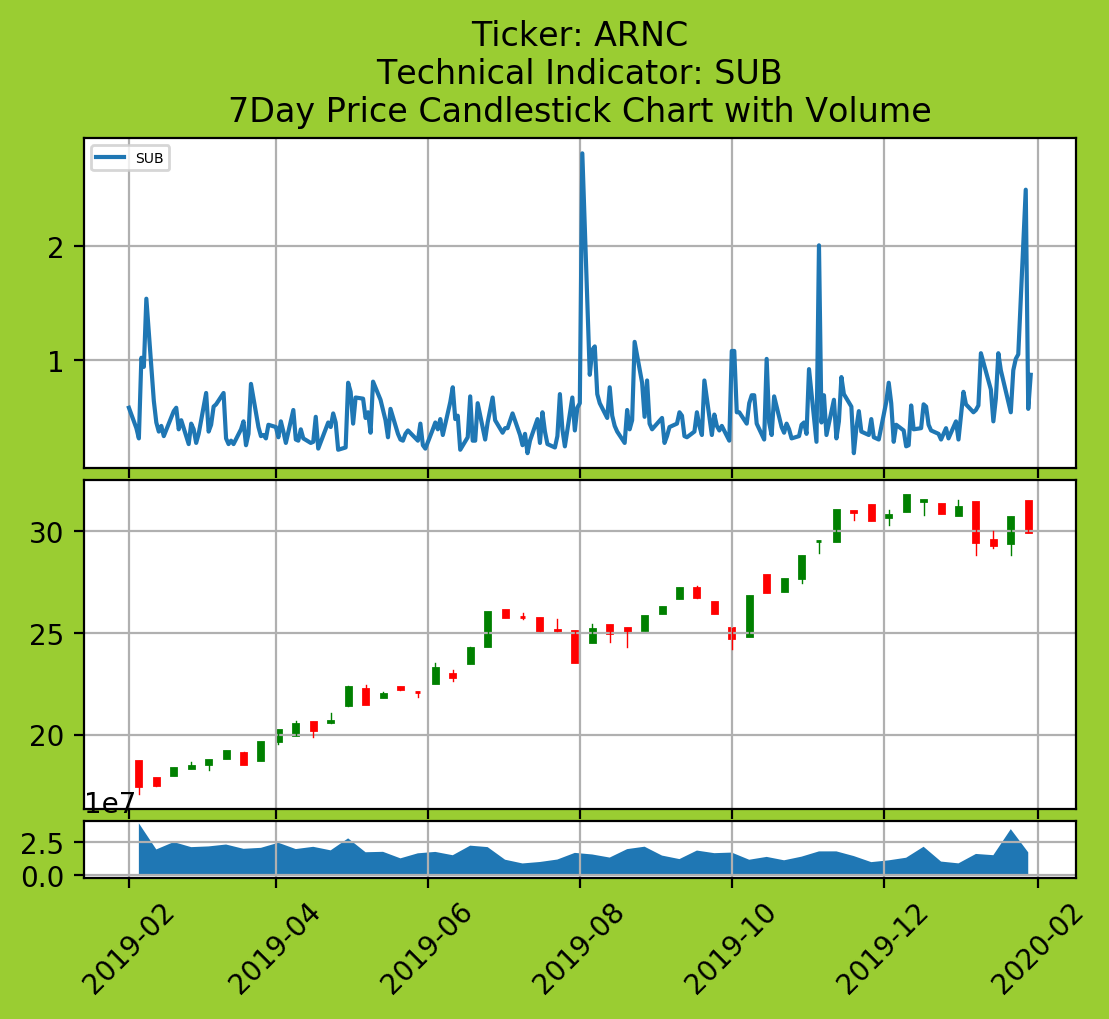 Ticker: ARNC
Technical Indicator: SUB
7Day Price Candlestick Chart with Volume
SUB
2
1
30
25
20
1e7
2.5
0.0
2019-02
2019-04
2019-06
2019-08
2019-10
2019-12
2020-02